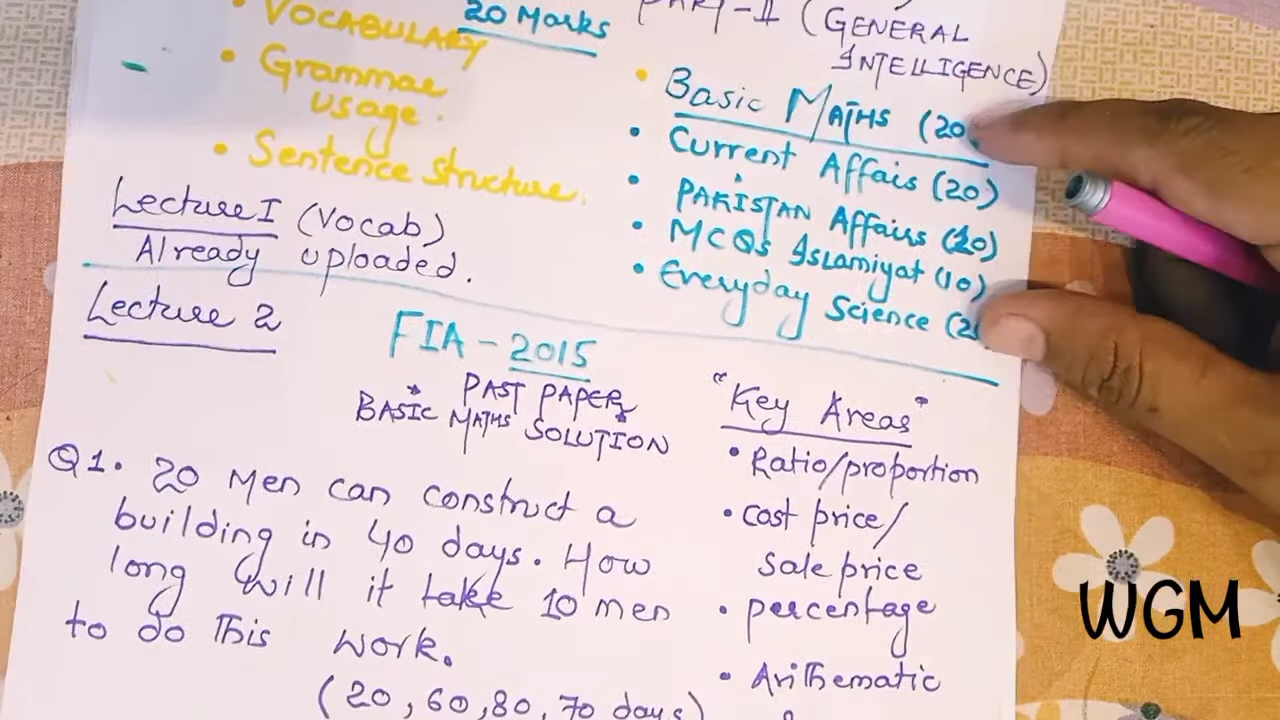 VOCABULARY
20 Marks
• Grammar
usage.
• Sentence structure.
Lecture I (Vocab)
Already uploaded.
PART-II (GENERAL
INTELLIGENCE)
• Basic MATHS (20
• Current Affais (20)
• PAKISTAN Affairs (20)
• MCQs Islamiyat (10)
• Everyday Science (2
Lecture 2
FIA-2015
PAST PAPER
BASIC MATHS SOLUTION
Q1. 20 Men can construct a
building in 40 days. How
long will it take 10 men
to do This work.
(20, 60, 80, 70 days)
"Key Areas"
• Ratio/proportion
• cost price/
sale price
• percentage
• Arithematic
WGM